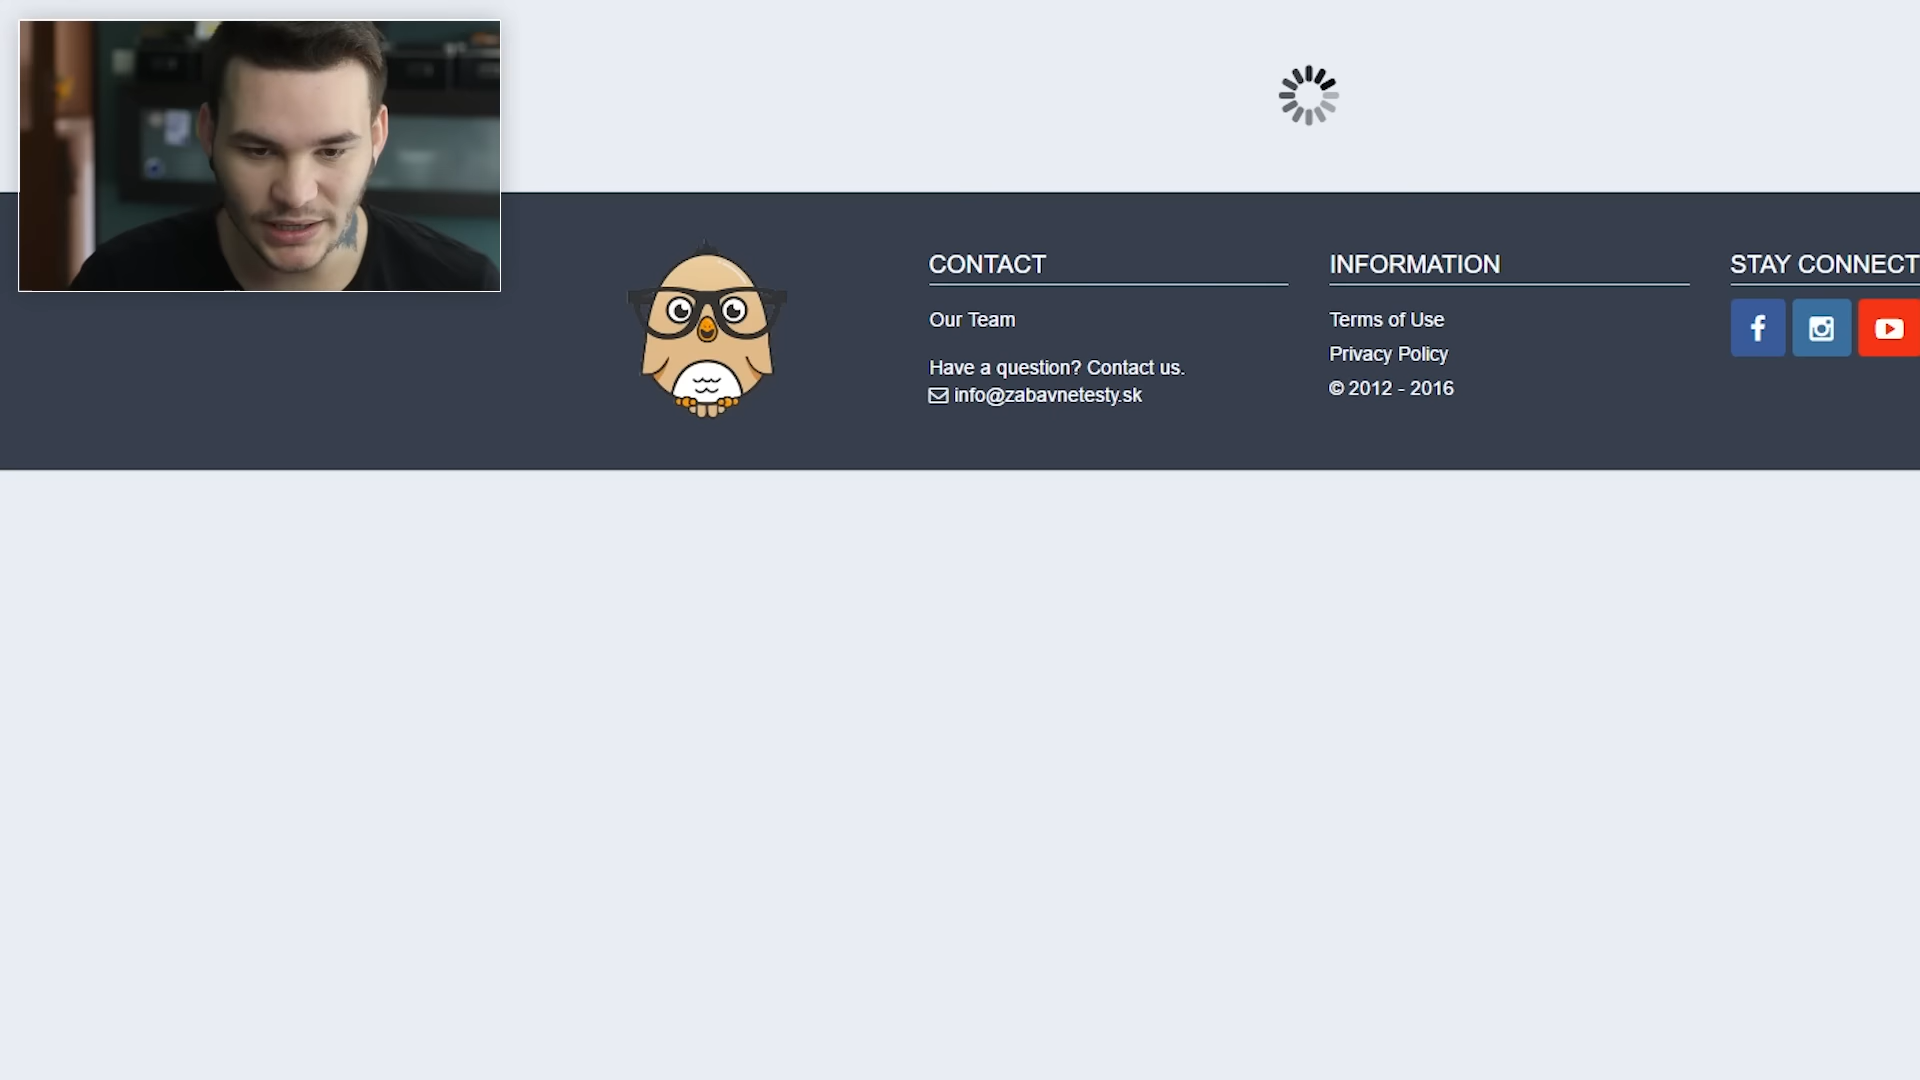 CONTACT
Our Team
Have a question? Contact us.
info@zabavnetesty.sk
INFORMATION
Terms of Use
Privacy Policy
© 2012 - 2016
STAY CONNECT